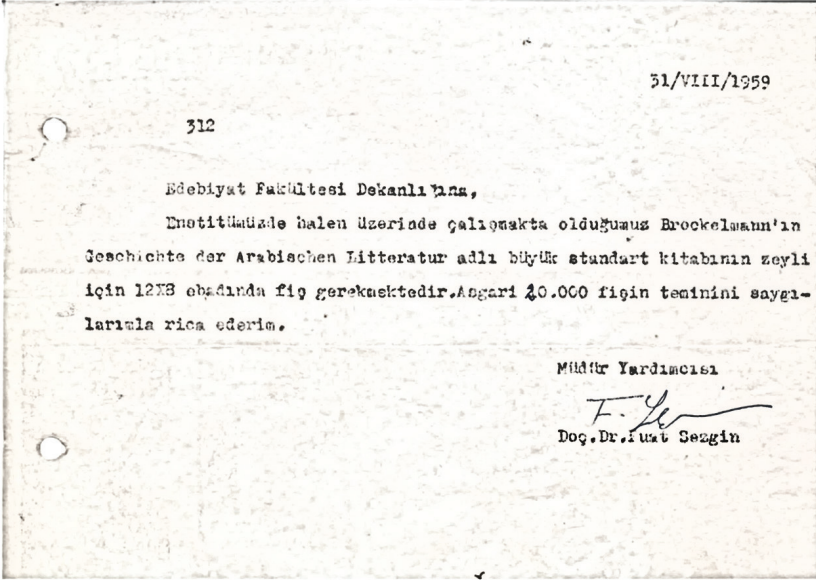 31/VIII/1959
312
Edebiyat Fakültesi Dekanlığına,
Enstitümüzde halen üzerinde çalışmakta olduğumuz Brockelmann'ın
Geschichte der Arabischen Litteratur adlı büyük standart kitabının zeyli
için 12X8 ebadında fiş gerekmektedir.Asgari 20.000 fişin teminini saygı-
larımla rica ederim.
Müdür Yardımcısı
Doç.Dr.Fuat Sezgin